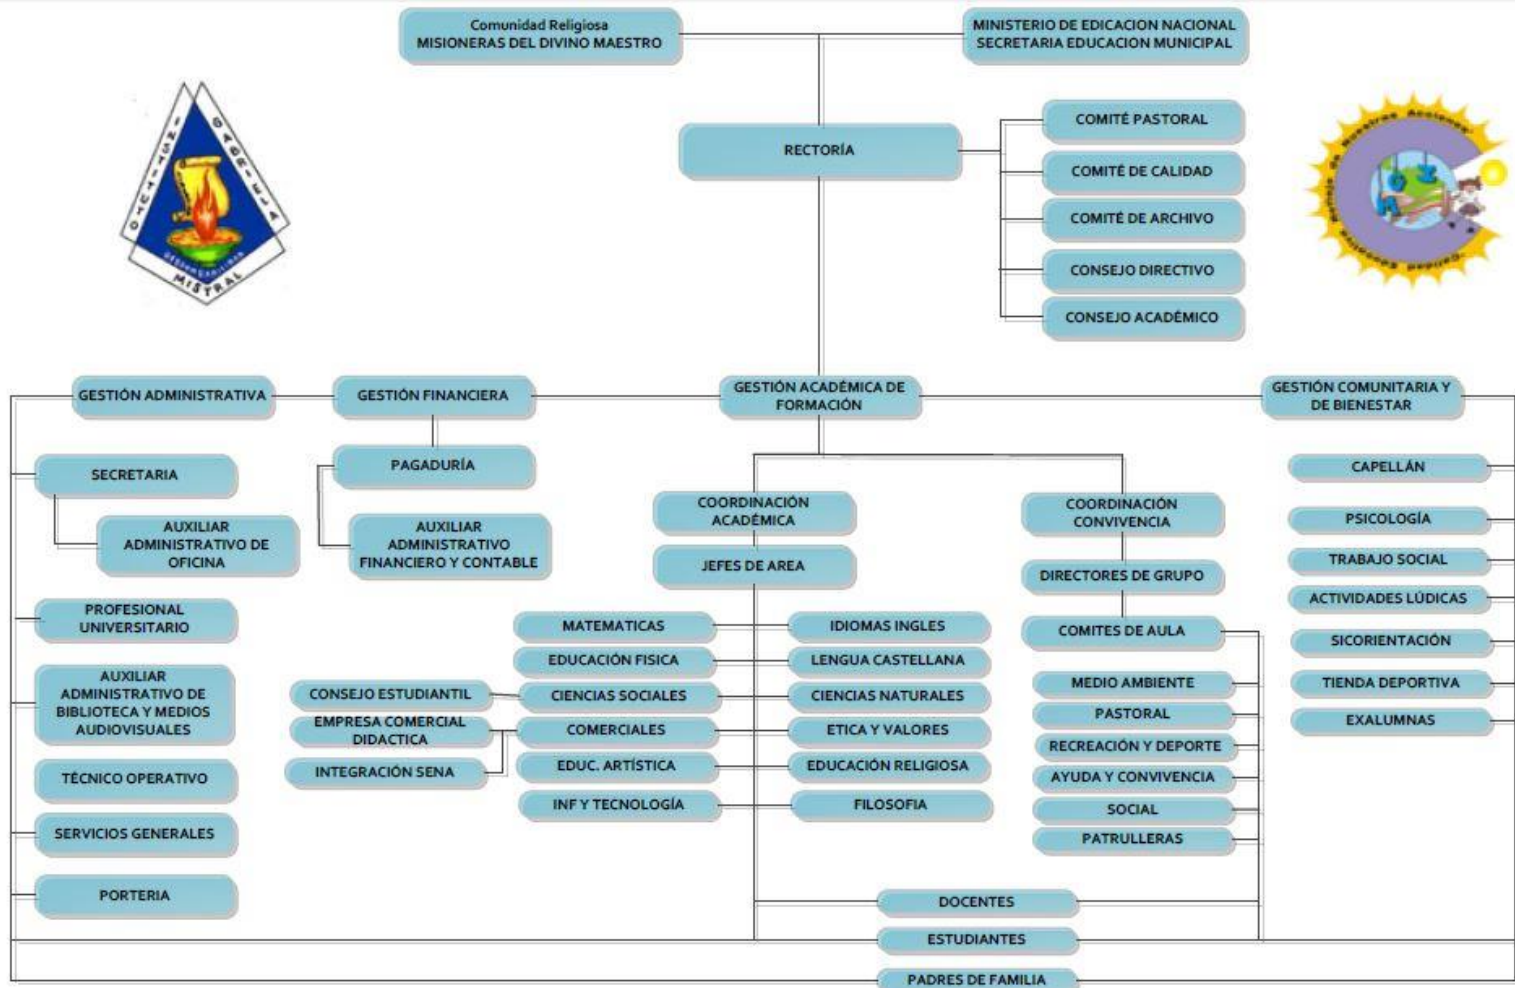 Comunidad Religiosa
MISIONERAS DEL DIVINO MAESTRO
MINISTERIO DE EDICACION NACIONAL
SECRETARIA EDUCACION MUNICIPAL
INSTITUTO
GABRIELA
MISTRAL
RECTORÍA
COMITÉ PASTORAL
COMITÉ DE CALIDAD
COMITÉ DE ARCHIVO
CONSEJO DIRECTIVO
CONSEJO ACADÉMICO
GESTIÓN ADMINISTRATIVA
GESTIÓN FINANCIERA
GESTIÓN ACADÉMICA DE
FORMACIÓN
GESTIÓN COMUNITARIA Y
DE BIENESTAR
SECRETARIA
AUXILIAR
ADMINISTRATIVO DE
OFICINA
PROFESIONAL
UNIVERSITARIO
AUXILIAR
ADMINISTRATIVO DE
BIBLIOTECA Y MEDIOS
AUDIOVISUALES
TÉCNICO OPERATIVO
SERVICIOS GENERALES
PORTERIA
PAGADURÍA
AUXILIAR
ADMINISTRATIVO
FINANCIERO Y CONTABLE
COORDINACIÓN
ACADÉMICA
JEFES DE AREA
MATEMATICAS
IDIOMAS INGLES
EDUCACIÓN FISICA
LENGUA CASTELLANA
CONSEJO ESTUDIANTIL
CIENCIAS SOCIALES
CIENCIAS NATURALES
EMPRESA COMERCIAL
DIDACTICA
COMERCIALES
ETICA Y VALORES
INTEGRACIÓN SENA
EDUC. ARTÍSTICA
EDUCACIÓN RELIGIOSA
INF Y TECNOLOGÍA
FILOSOFIA
COORDINACIÓN
CONVIVENCIA
DIRECTORES DE GRUPO
COMITES DE AULA
MEDIO AMBIENTE
PASTORAL
RECREACIÓN Y DEPORTE
AYUDA Y CONVIVENCIA
SOCIAL
PATRULLERAS
CAPELLÁN
PSICOLOGÍA
TRABAJO SOCIAL
ACTIVIDADES LÚDICAS
SICORIENTACIÓN
TIENDA DEPORTIVA
EXALUMNAS
DOCENTES
ESTUDIANTES
PADRES DE FAMILIA